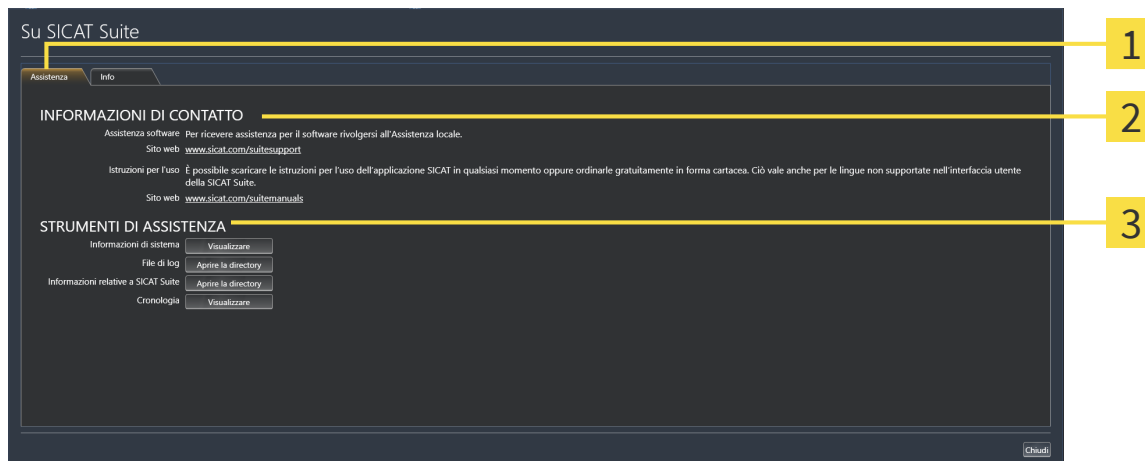 Su SICAT Suite
1
Assistenza
Info
INFORMAZIONI DI CONTATTO
2
Assistenza software Per ricevere assistenza per il software rivolgersi all'Assistenza locale.
Sito web www.sicat.com/suitesupport
Istruzioni per l'uso È possibile scaricare le istruzioni per l'uso dell'applicazione SICAT in qualsiasi momento oppure ordinarle gratuitamente in forma cartacea. Ciò vale anche per le lingue non supportate nell'interfaccia utente
della SICAT Suite.
Sito web www.sicat.com/suitemanuals
STRUMENTI DI ASSISTENZA
3
Informazioni di sistema Visualizzare
File di log Aprire la directory
Informazioni relative a SICAT Suite Aprire la directory
Cronologia Visualizzare
Chiudi